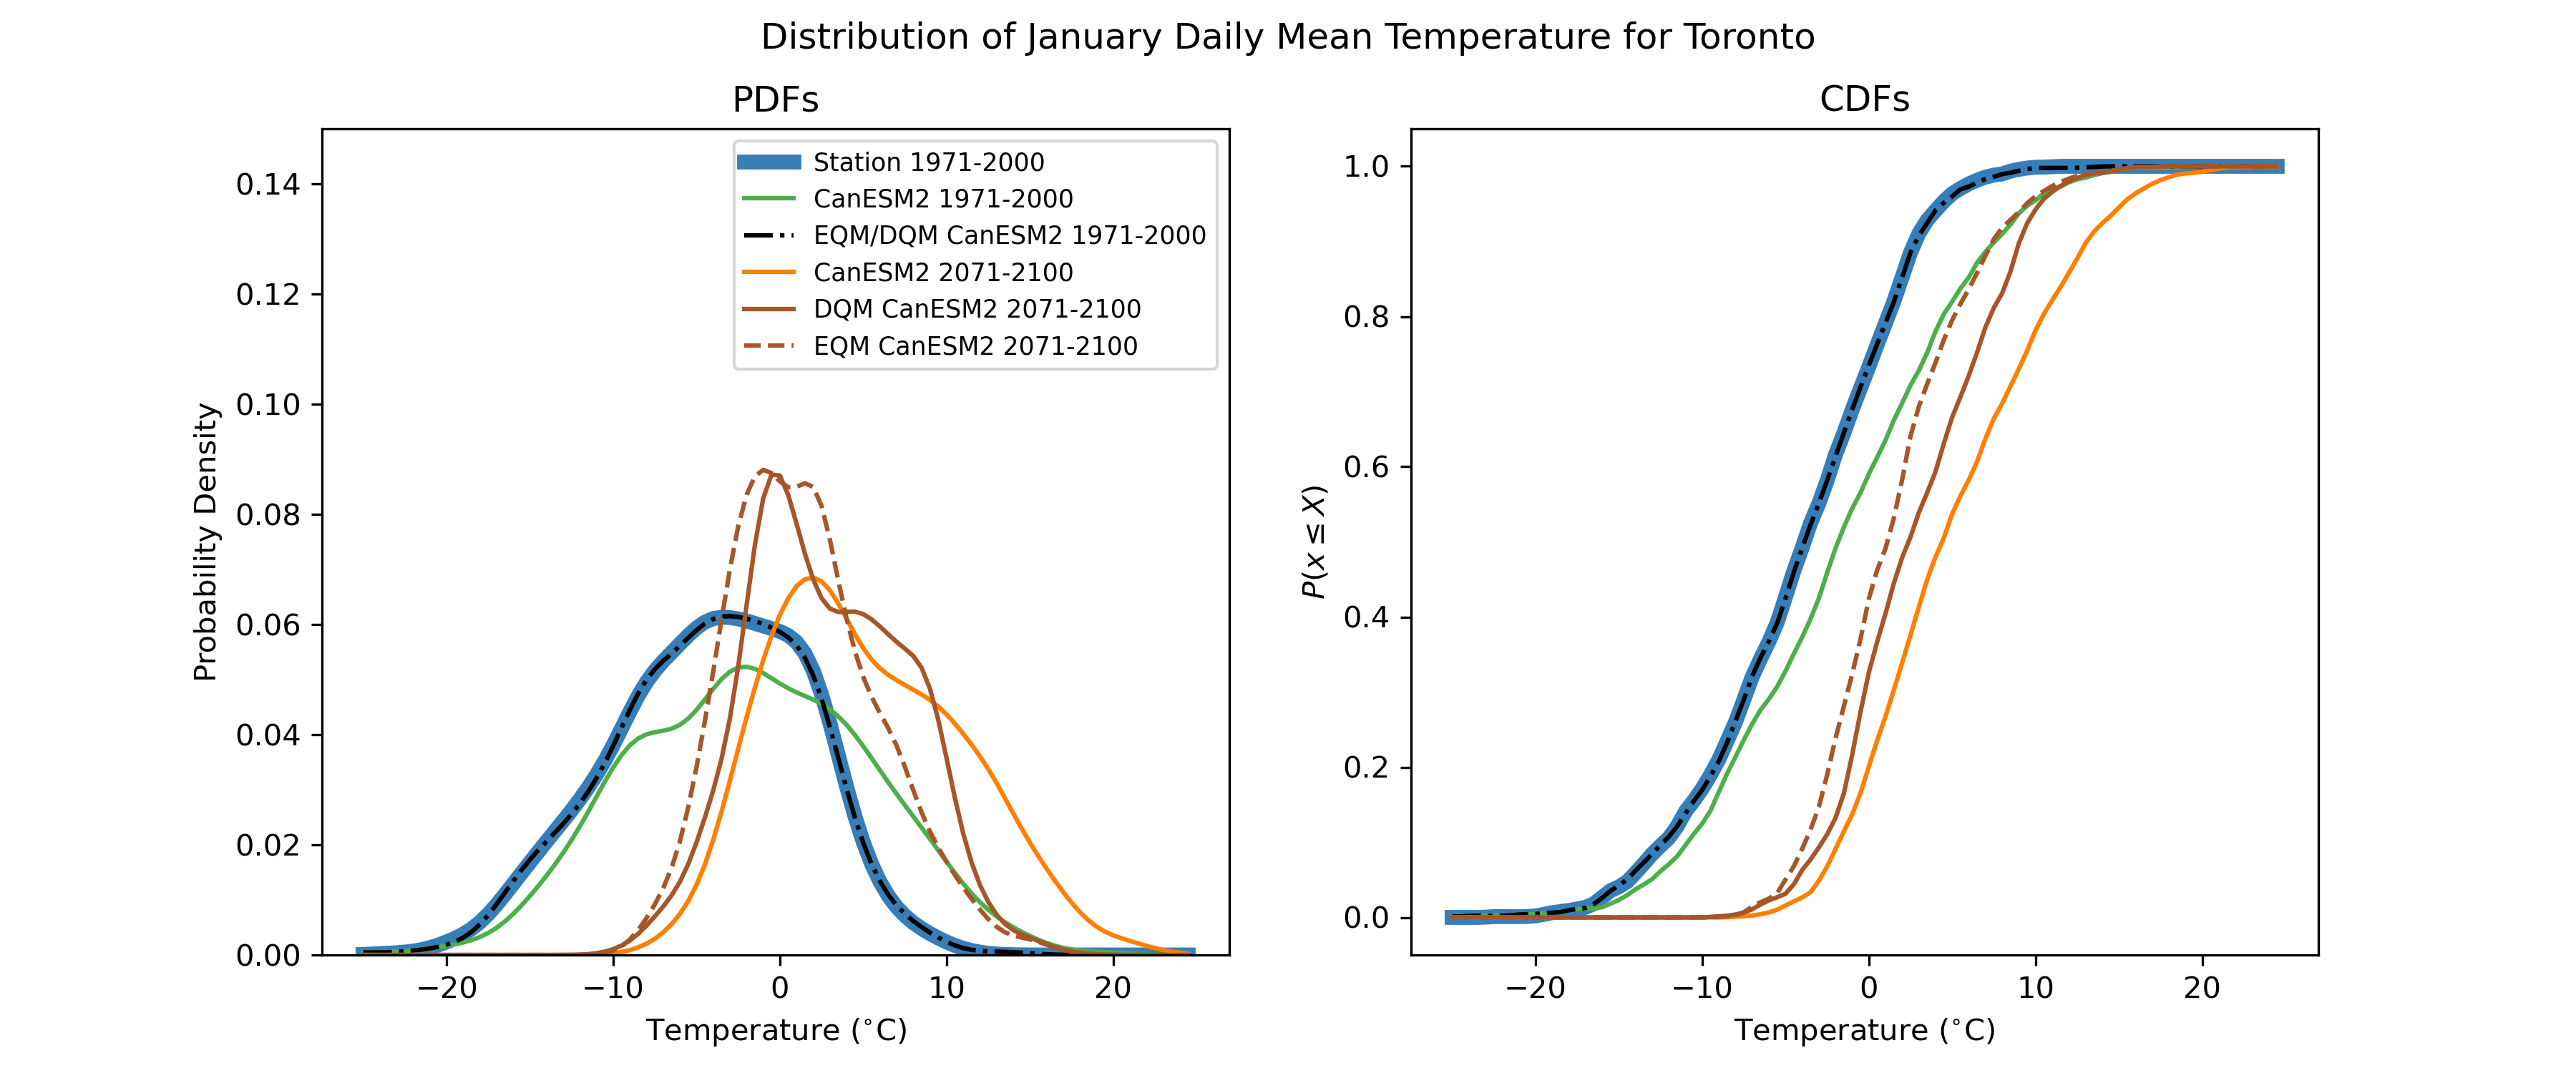 Distribution of January Daily Mean Temperature for Toronto
PDFs
Probability Density
0.14
0.12
0.10
0.08
0.06
0.04
0.02
0.00
−20
−10
0
10
20
Temperature (°C)
Station 1971-2000
CanESM2 1971-2000
EQM/DQM CanESM2 1971-2000
CanESM2 2071-2100
DQM CanESM2 2071-2100
EQM CanESM2 2071-2100
CDFs
P(x ≤ X)
1.0
0.8
0.6
0.4
0.2
0.0
−20
−10
0
10
20
Temperature (°C)